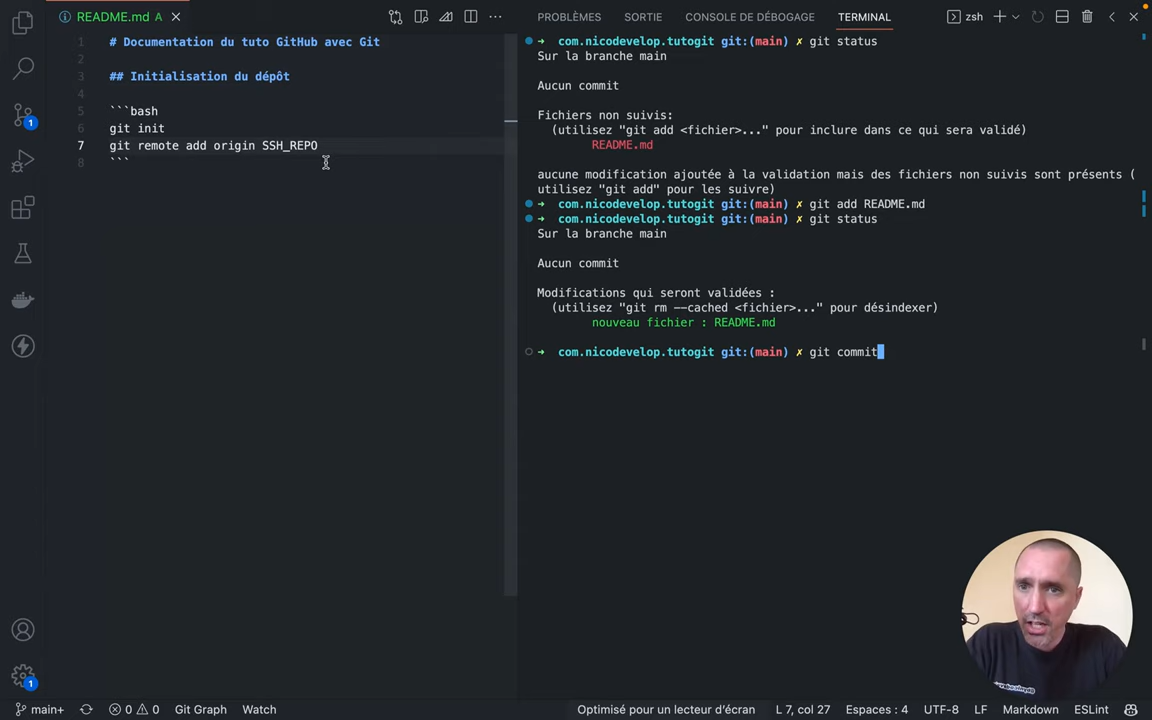 README.md A
PROBLÈMES SORTIE CONSOLE DE DÉBOGAGE TERMINAL zsh
1 # Documentation du tuto GitHub avec Git
2
3 ## Initialisation du dépôt
4
5 ```bash
6 git init
7 git remote add origin SSH_REPO
8 ```
➜ com.nicodevelop.tutogit git:(main) ✗ git status
Sur la branche main
Aucun commit
Fichiers non suivis:
(utilisez "git add <fichier>..." pour inclure dans ce qui sera validé)
README.md
aucune modification ajoutée à la validation mais des fichiers non suivis sont présents (
utilisez "git add" pour les suivre)
➜ com.nicodevelop.tutogit git:(main) ✗ git add README.md
➜ com.nicodevelop.tutogit git:(main) ✗ git status
Sur la branche main
Aucun commit
Modifications qui seront validées :
(utilisez "git rm --cached <fichier>..." pour désindexer)
nouveau fichier : README.md
➜ com.nicodevelop.tutogit git:(main) ✗ git commit
1
1
main+ 0 0 Git Graph Watch Optimisé pour un lecteur d'écran L 7, col 27 Espaces : 4 UTF-8 LF Markdown ESLint